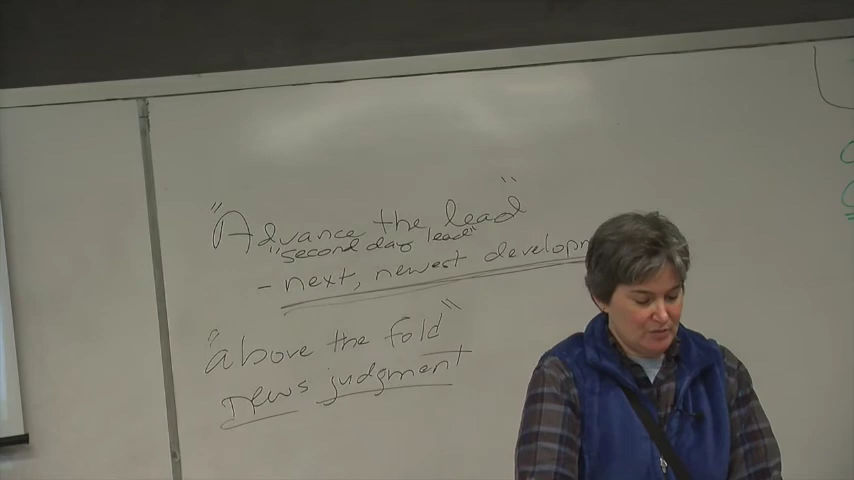 "Advance the lead"
"second day lead"
- next, newest developm
"above the fold"
news judgment